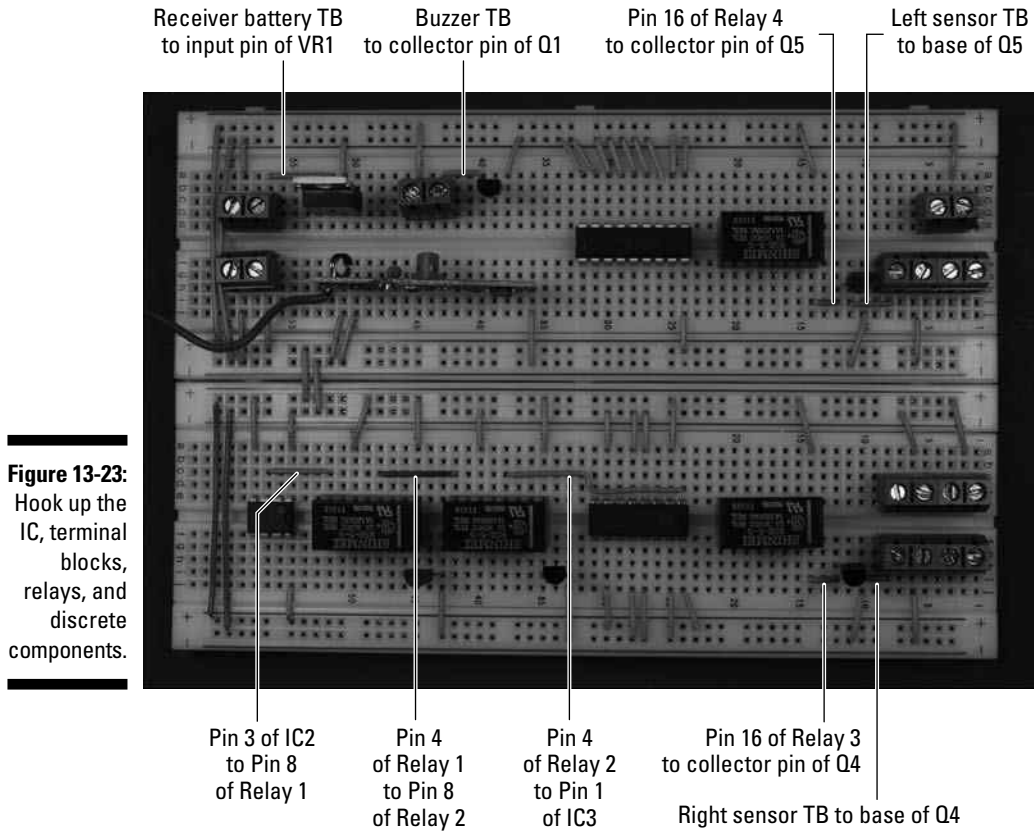 Receiver battery TB
to input pin of VR1
Buzzer TB
to collector pin of Q1
Pin 16 of Relay 4
to collector pin of Q5
Left sensor TB
to base of Q5
Figure 13-23:
Hook up the
IC, terminal
blocks,
relays, and
discrete
components.
Pin 3 of IC2
to Pin 8
of Relay 1
Pin 4
of Relay 1
to Pin 8
of Relay 2
Pin 4
of Relay 2
to Pin 1
of IC3
Pin 16 of Relay 3
to collector pin of Q4
Right sensor TB to base of Q4